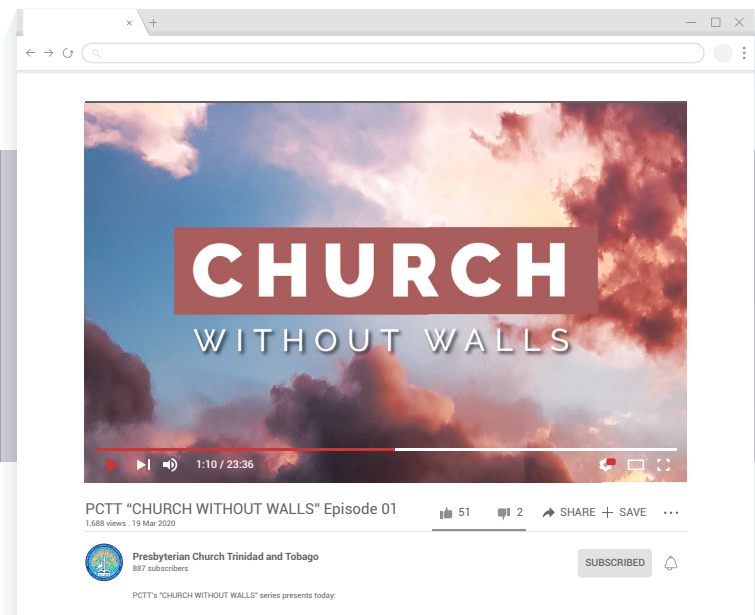 CHURCH
WITHOUT WALLS
1:10 / 23:36
PCTT “CHURCH WITHOUT WALLS” Episode 01
51 2 SHARE SAVE
1,688 views . 19 Mar 2020
Presbyterian Church Trinidad and Tobago
887 subscribers
SUBSCRIBED
PCTT's "CHURCH WITHOUT WALLS" series presents today: